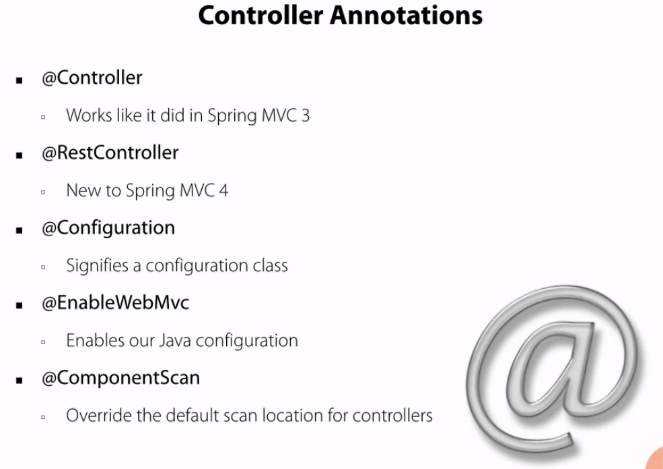 Controller Annotations
@Controller
Works like it did in Spring MVC 3
@RestController
New to Spring MVC 4
@Configuration
Signifies a configuration class
@EnableWebMvc
Enables our Java configuration
@ComponentScan
Override the default scan location for controllers
@